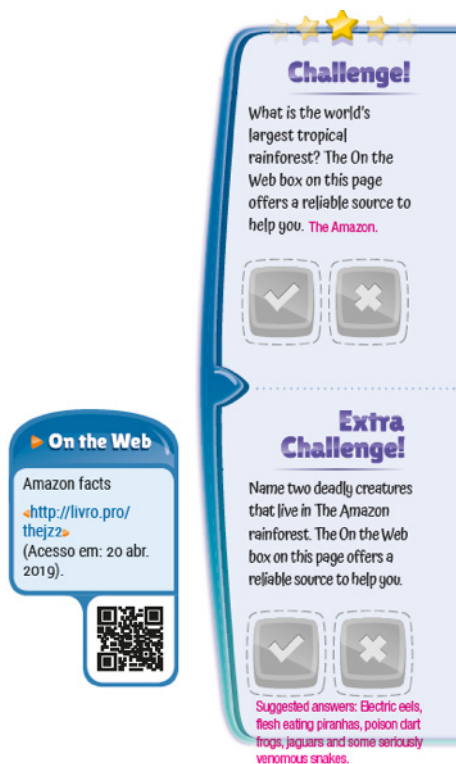 Challenge!
What is the world's
largest tropical
rainforest? The On the
Web box on this page
offers a reliable source to
help you. The Amazon.
Extra
Challenge!
Name two deadly creatures
that live in The Amazon
rainforest. The On the Web
box on this page offers a
reliable source to help you.
Suggested answers: Electric eels,
flesh eating piranhas, poison dart
frogs, jaguars and some seriously
venomous snakes.
On the Web
Amazon facts
<http://livro.pro/
thejz2>
(Acesso em: 20 abr.
2019).